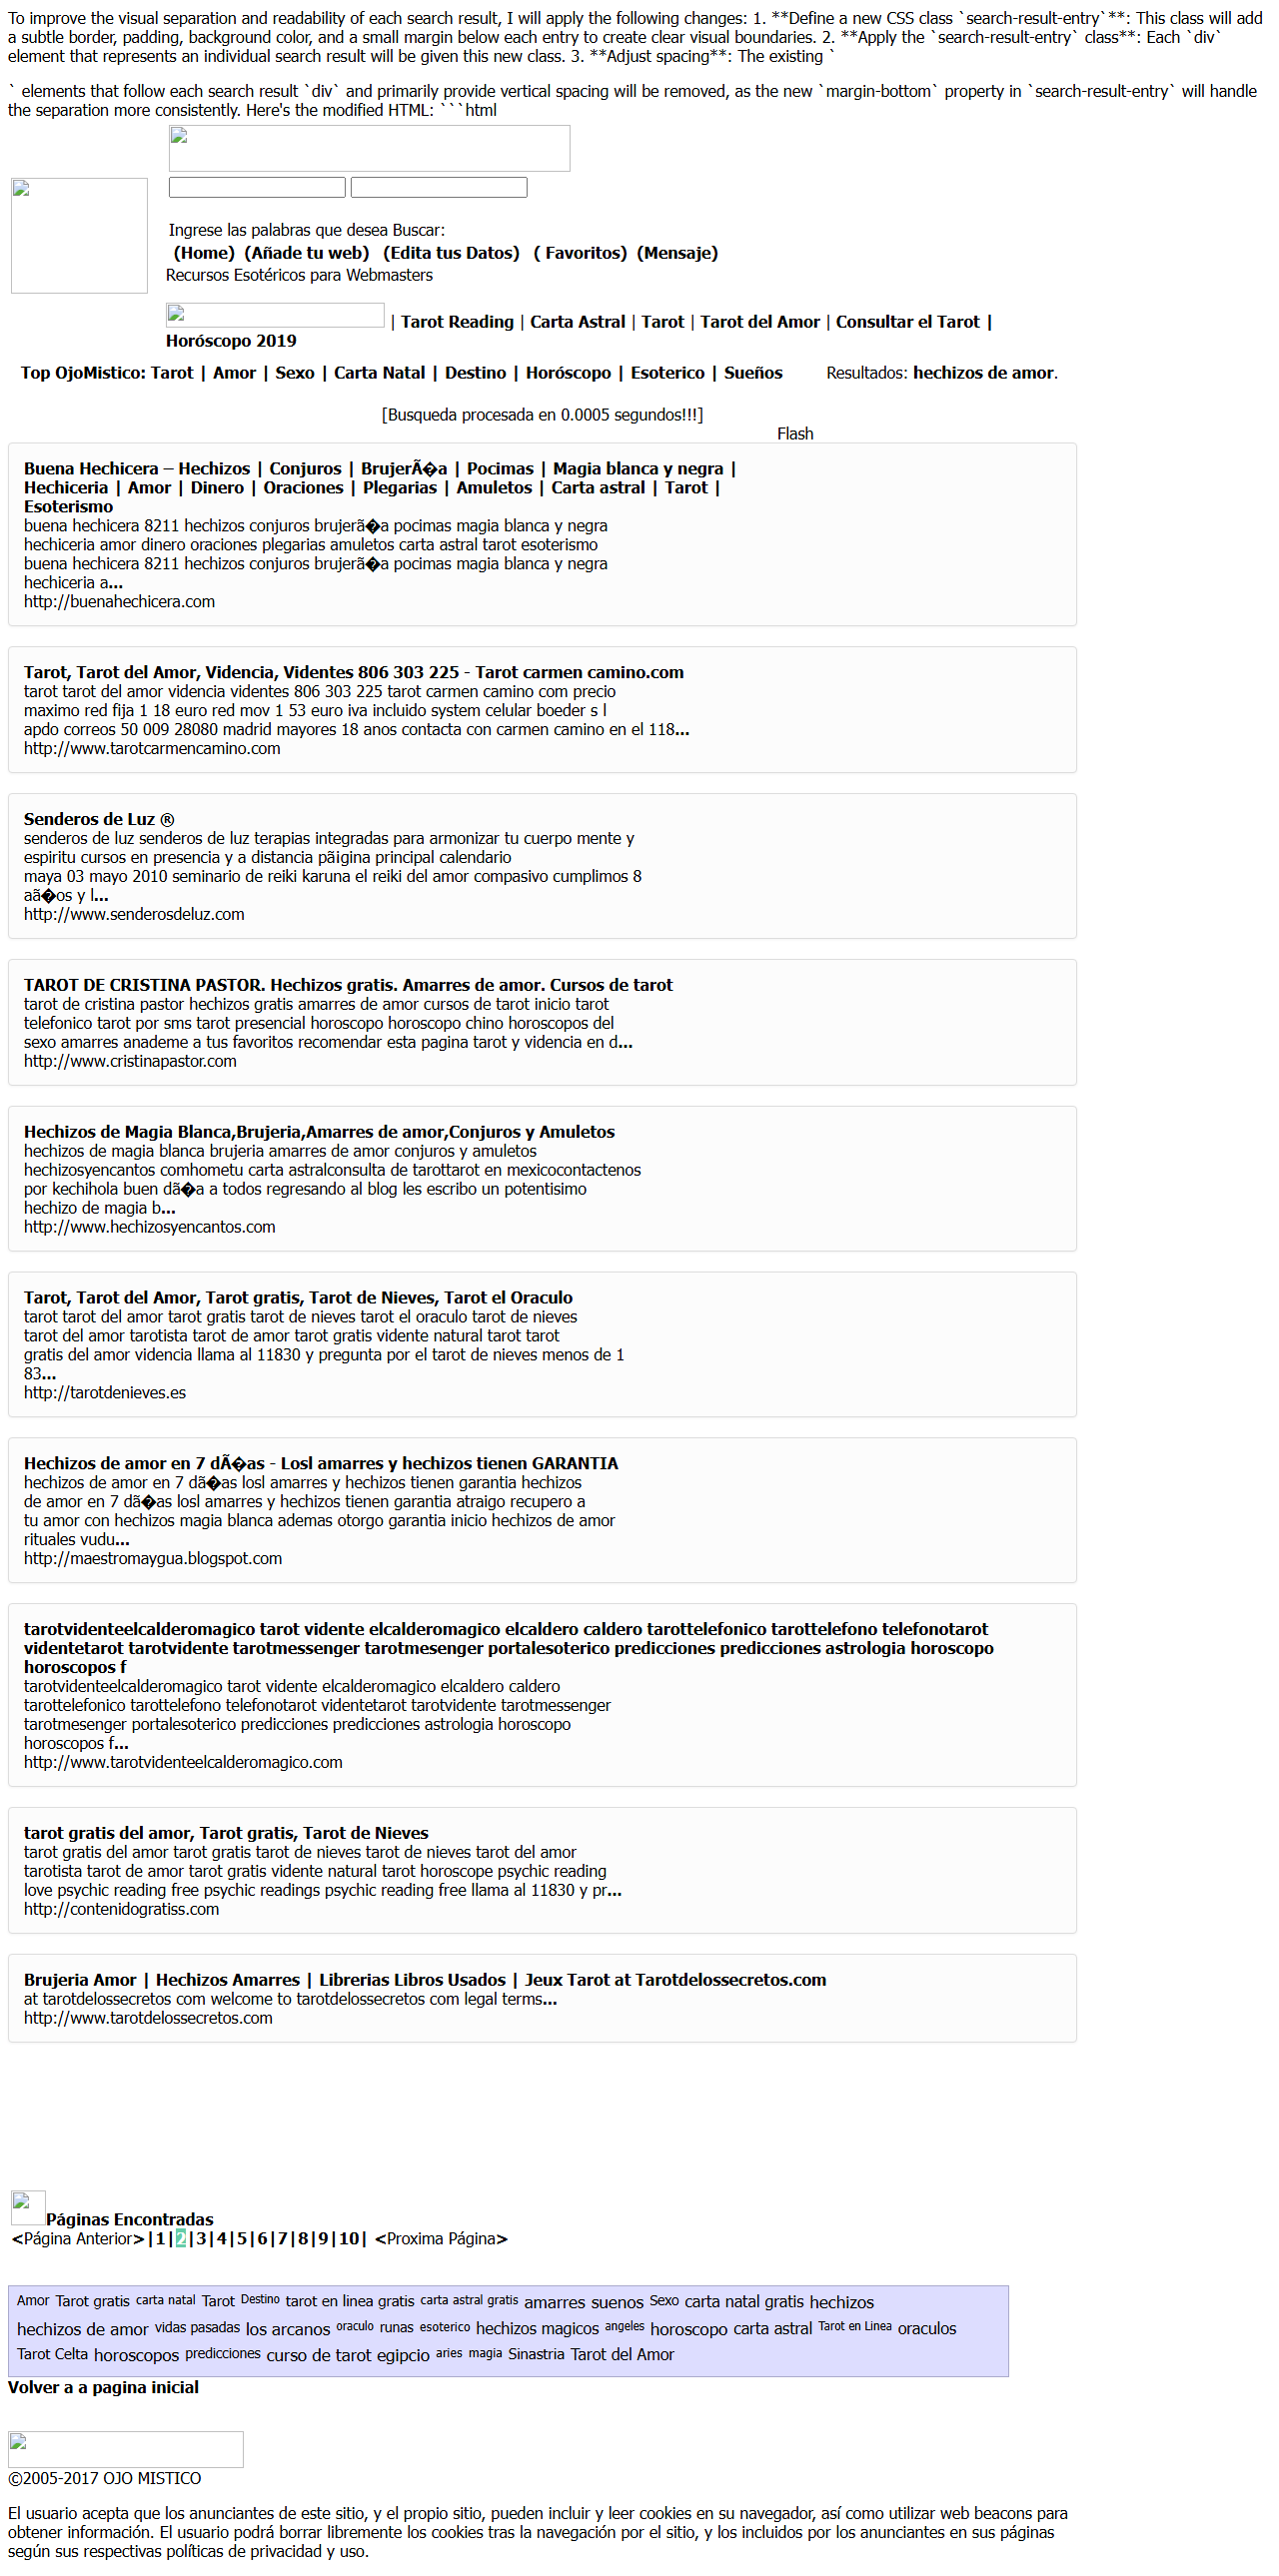 To improve the visual separation and readability of each search result, I will apply the following changes: 1. **Define a new CSS class `search-result-entry`**: This class will add
a subtle border, padding, background color, and a small margin below each entry to create clear visual boundaries. 2. **Apply the `search-result-entry` class**: Each `div`
element that represents an individual search result will be given this new class. 3. **Adjust spacing**: The existing `
` elements that follow each search result `div` and primarily provide vertical spacing will be removed, as the new `margin-bottom` property in `search-result-entry` will handle
the separation more consistently. Here's the modified HTML: ```html
Ingrese las palabras que desea Buscar:
(Home) (Añade tu web) (Edita tus Datos) ( Favoritos) (Mensaje)
Recursos Esotéricos para Webmasters
| Tarot Reading | Carta Astral | Tarot | Tarot del Amor | Consultar el Tarot |
Horóscopo 2019
Top OjoMistico: Tarot | Amor | Sexo | Carta Natal | Destino | Horóscopo | Esoterico | Sueños Resultados: hechizos de amor.
[Busqueda procesada en 0.0005 segundos!!!]
Flash
Buena Hechicera – Hechizos | Conjuros | BrujerÃ�a | Pocimas | Magia blanca y negra |
Hechiceria | Amor | Dinero | Oraciones | Plegarias | Amuletos | Carta astral | Tarot |
Esoterismo
buena hechicera 8211 hechizos conjuros brujerã�a pocimas magia blanca y negra
hechiceria amor dinero oraciones plegarias amuletos carta astral tarot esoterismo
buena hechicera 8211 hechizos conjuros brujerã�a pocimas magia blanca y negra
hechiceria a...
http://buenahechicera.com
Tarot, Tarot del Amor, Videncia, Videntes 806 303 225 - Tarot carmen camino.com
tarot tarot del amor videncia videntes 806 303 225 tarot carmen camino com precio
maximo red fija 1 18 euro red mov 1 53 euro iva incluido system celular boeder s l
apdo correos 50 009 28080 madrid mayores 18 anos contacta con carmen camino en el 118...
http://www.tarotcarmencamino.com
Senderos de Luz ®
senderos de luz senderos de luz terapias integradas para armonizar tu cuerpo mente y
espiritu cursos en presencia y a distancia pã¡gina principal calendario
maya 03 mayo 2010 seminario de reiki karuna el reiki del amor compasivo cumplimos 8
aã�os y l...
http://www.senderosdeluz.com
TAROT DE CRISTINA PASTOR. Hechizos gratis. Amarres de amor. Cursos de tarot
tarot de cristina pastor hechizos gratis amarres de amor cursos de tarot inicio tarot
telefonico tarot por sms tarot presencial horoscopo horoscopo chino horoscopos del
sexo amarres anademe a tus favoritos recomendar esta pagina tarot y videncia en d...
http://www.cristinapastor.com
Hechizos de Magia Blanca,Brujeria,Amarres de amor,Conjuros y Amuletos
hechizos de magia blanca brujeria amarres de amor conjuros y amuletos
hechizosyencantos comhometu carta astralconsulta de tarottarot en mexicocontactenos
por kechihola buen dã�a a todos regresando al blog les escribo un potentisimo
hechizo de magia b...
http://www.hechizosyencantos.com
Tarot, Tarot del Amor, Tarot gratis, Tarot de Nieves, Tarot el Oraculo
tarot tarot del amor tarot gratis tarot de nieves tarot el oraculo tarot de nieves
tarot del amor tarotista tarot de amor tarot gratis vidente natural tarot tarot
gratis del amor videncia llama al 11830 y pregunta por el tarot de nieves menos de 1
83...
http://tarotdenieves.es
Hechizos de amor en 7 dÃ�as - Losl amarres y hechizos tienen GARANTIA
hechizos de amor en 7 dã�as losl amarres y hechizos tienen garantia hechizos
de amor en 7 dã�as losl amarres y hechizos tienen garantia atraigo recupero a
tu amor con hechizos magia blanca ademas otorgo garantia inicio hechizos de amor
rituales vudu...
http://maestromaygua.blogspot.com
tarotvidenteelcalderomagico tarot vidente elcalderomagico elcaldero caldero tarottelefonico tarottelefono telefonotarot
videntetarot tarotvidente tarotmessenger tarotmesenger portalesoterico predicciones predicciones astrologia horoscopo
horoscopos f
tarotvidenteelcalderomagico tarot vidente elcalderomagico elcaldero caldero
tarottelefonico tarottelefono telefonotarot videntetarot tarotvidente tarotmessenger
tarotmesenger portalesoterico predicciones predicciones astrologia horoscopo
horoscopos f...
http://www.tarotvidenteelcalderomagico.com
tarot gratis del amor, Tarot gratis, Tarot de Nieves
tarot gratis del amor tarot gratis tarot de nieves tarot de nieves tarot del amor
tarotista tarot de amor tarot gratis vidente natural tarot horoscope psychic reading
love psychic reading free psychic readings psychic reading free llama al 11830 y pr...
http://contenidogratiss.com
Brujeria Amor | Hechizos Amarres | Librerias Libros Usados | Jeux Tarot at Tarotdelossecretos.com
at tarotdelossecretos com welcome to tarotdelossecretos com legal terms...
http://www.tarotdelossecretos.com
Páginas Encontradas
<Página Anterior>|1|2|3|4|5|6|7|8|9|10| <Proxima Página>
Amor Tarot gratis carta natal Tarot Destino tarot en linea gratis carta astral gratis amarres suenos Sexo carta natal gratis hechizos
hechizos de amor vidas pasadas los arcanos oraculo runas esoterico hechizos magicos angeles horoscopo carta astral Tarot en Linea oraculos
Tarot Celta horoscopos predicciones curso de tarot egipcio aries magia Sinastria Tarot del Amor
Volver a a pagina inicial
©2005-2017 OJO MISTICO
El usuario acepta que los anunciantes de este sitio, y el propio sitio, pueden incluir y leer cookies en su navegador, así como utilizar web beacons para
obtener información. El usuario podrá borrar libremente los cookies tras la navegación por el sitio, y los incluidos por los anunciantes en sus páginas
según sus respectivas políticas de privacidad y uso.